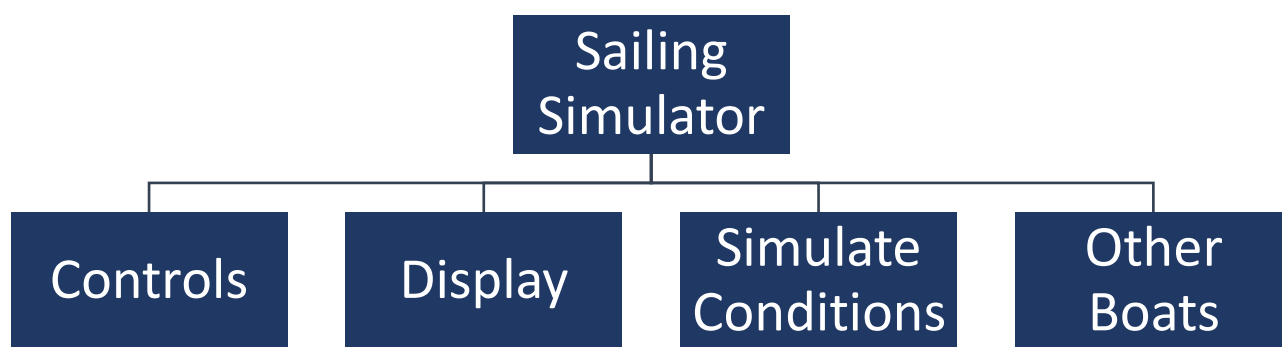 Sailing
Simulator
Controls
Display
Simulate
Conditions
Other
Boats